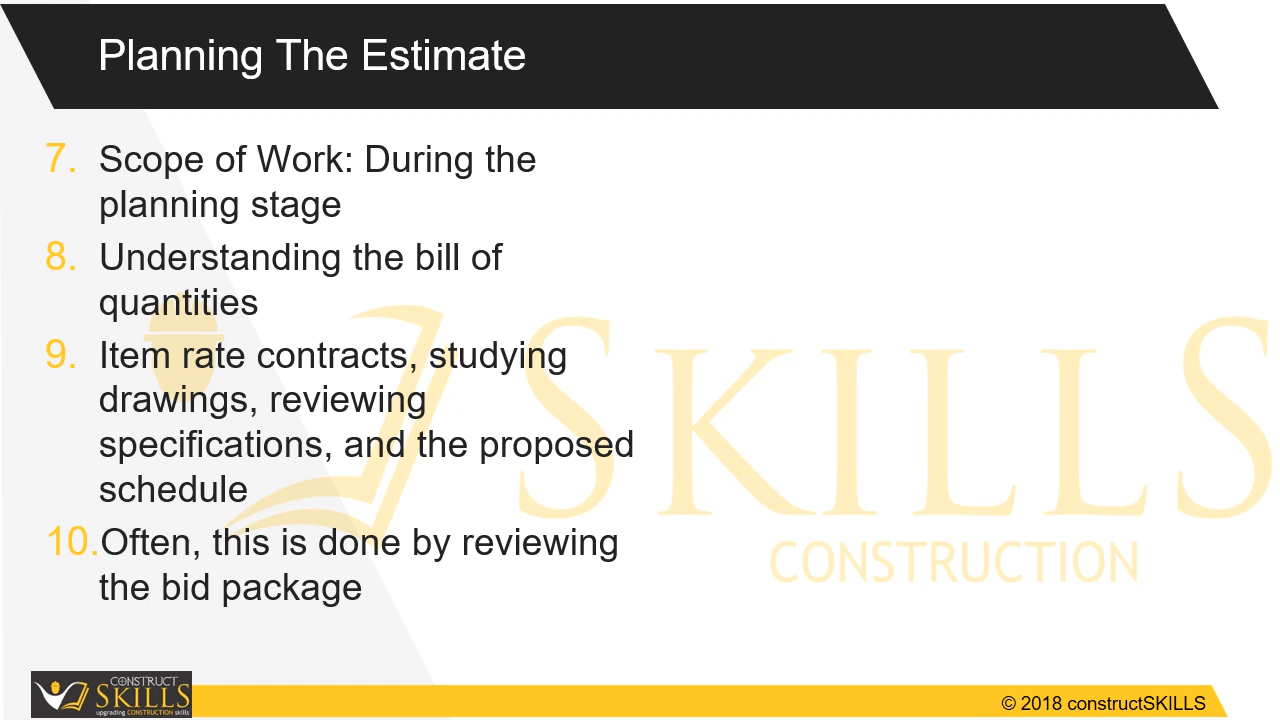 Planning The Estimate
7. Scope of Work: During the
planning stage
8. Understanding the bill of
quantities
9. Item rate contracts, studying
drawings, reviewing
specifications, and the proposed
schedule
10.Often, this is done by reviewing
the bid package
SKILLS
CONSTRUCTION
CONSTRUCT
SKILLS
upgrading CONSTRUCTION skills
© 2018 constructSKILLS